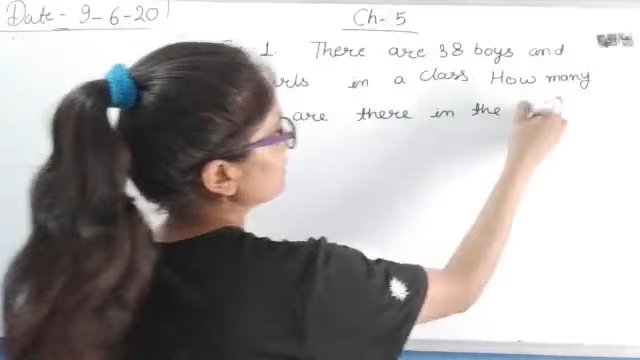 Date - 9-6-20
Ch-5
1. There are 38 boys and
in a class How many
are there in the